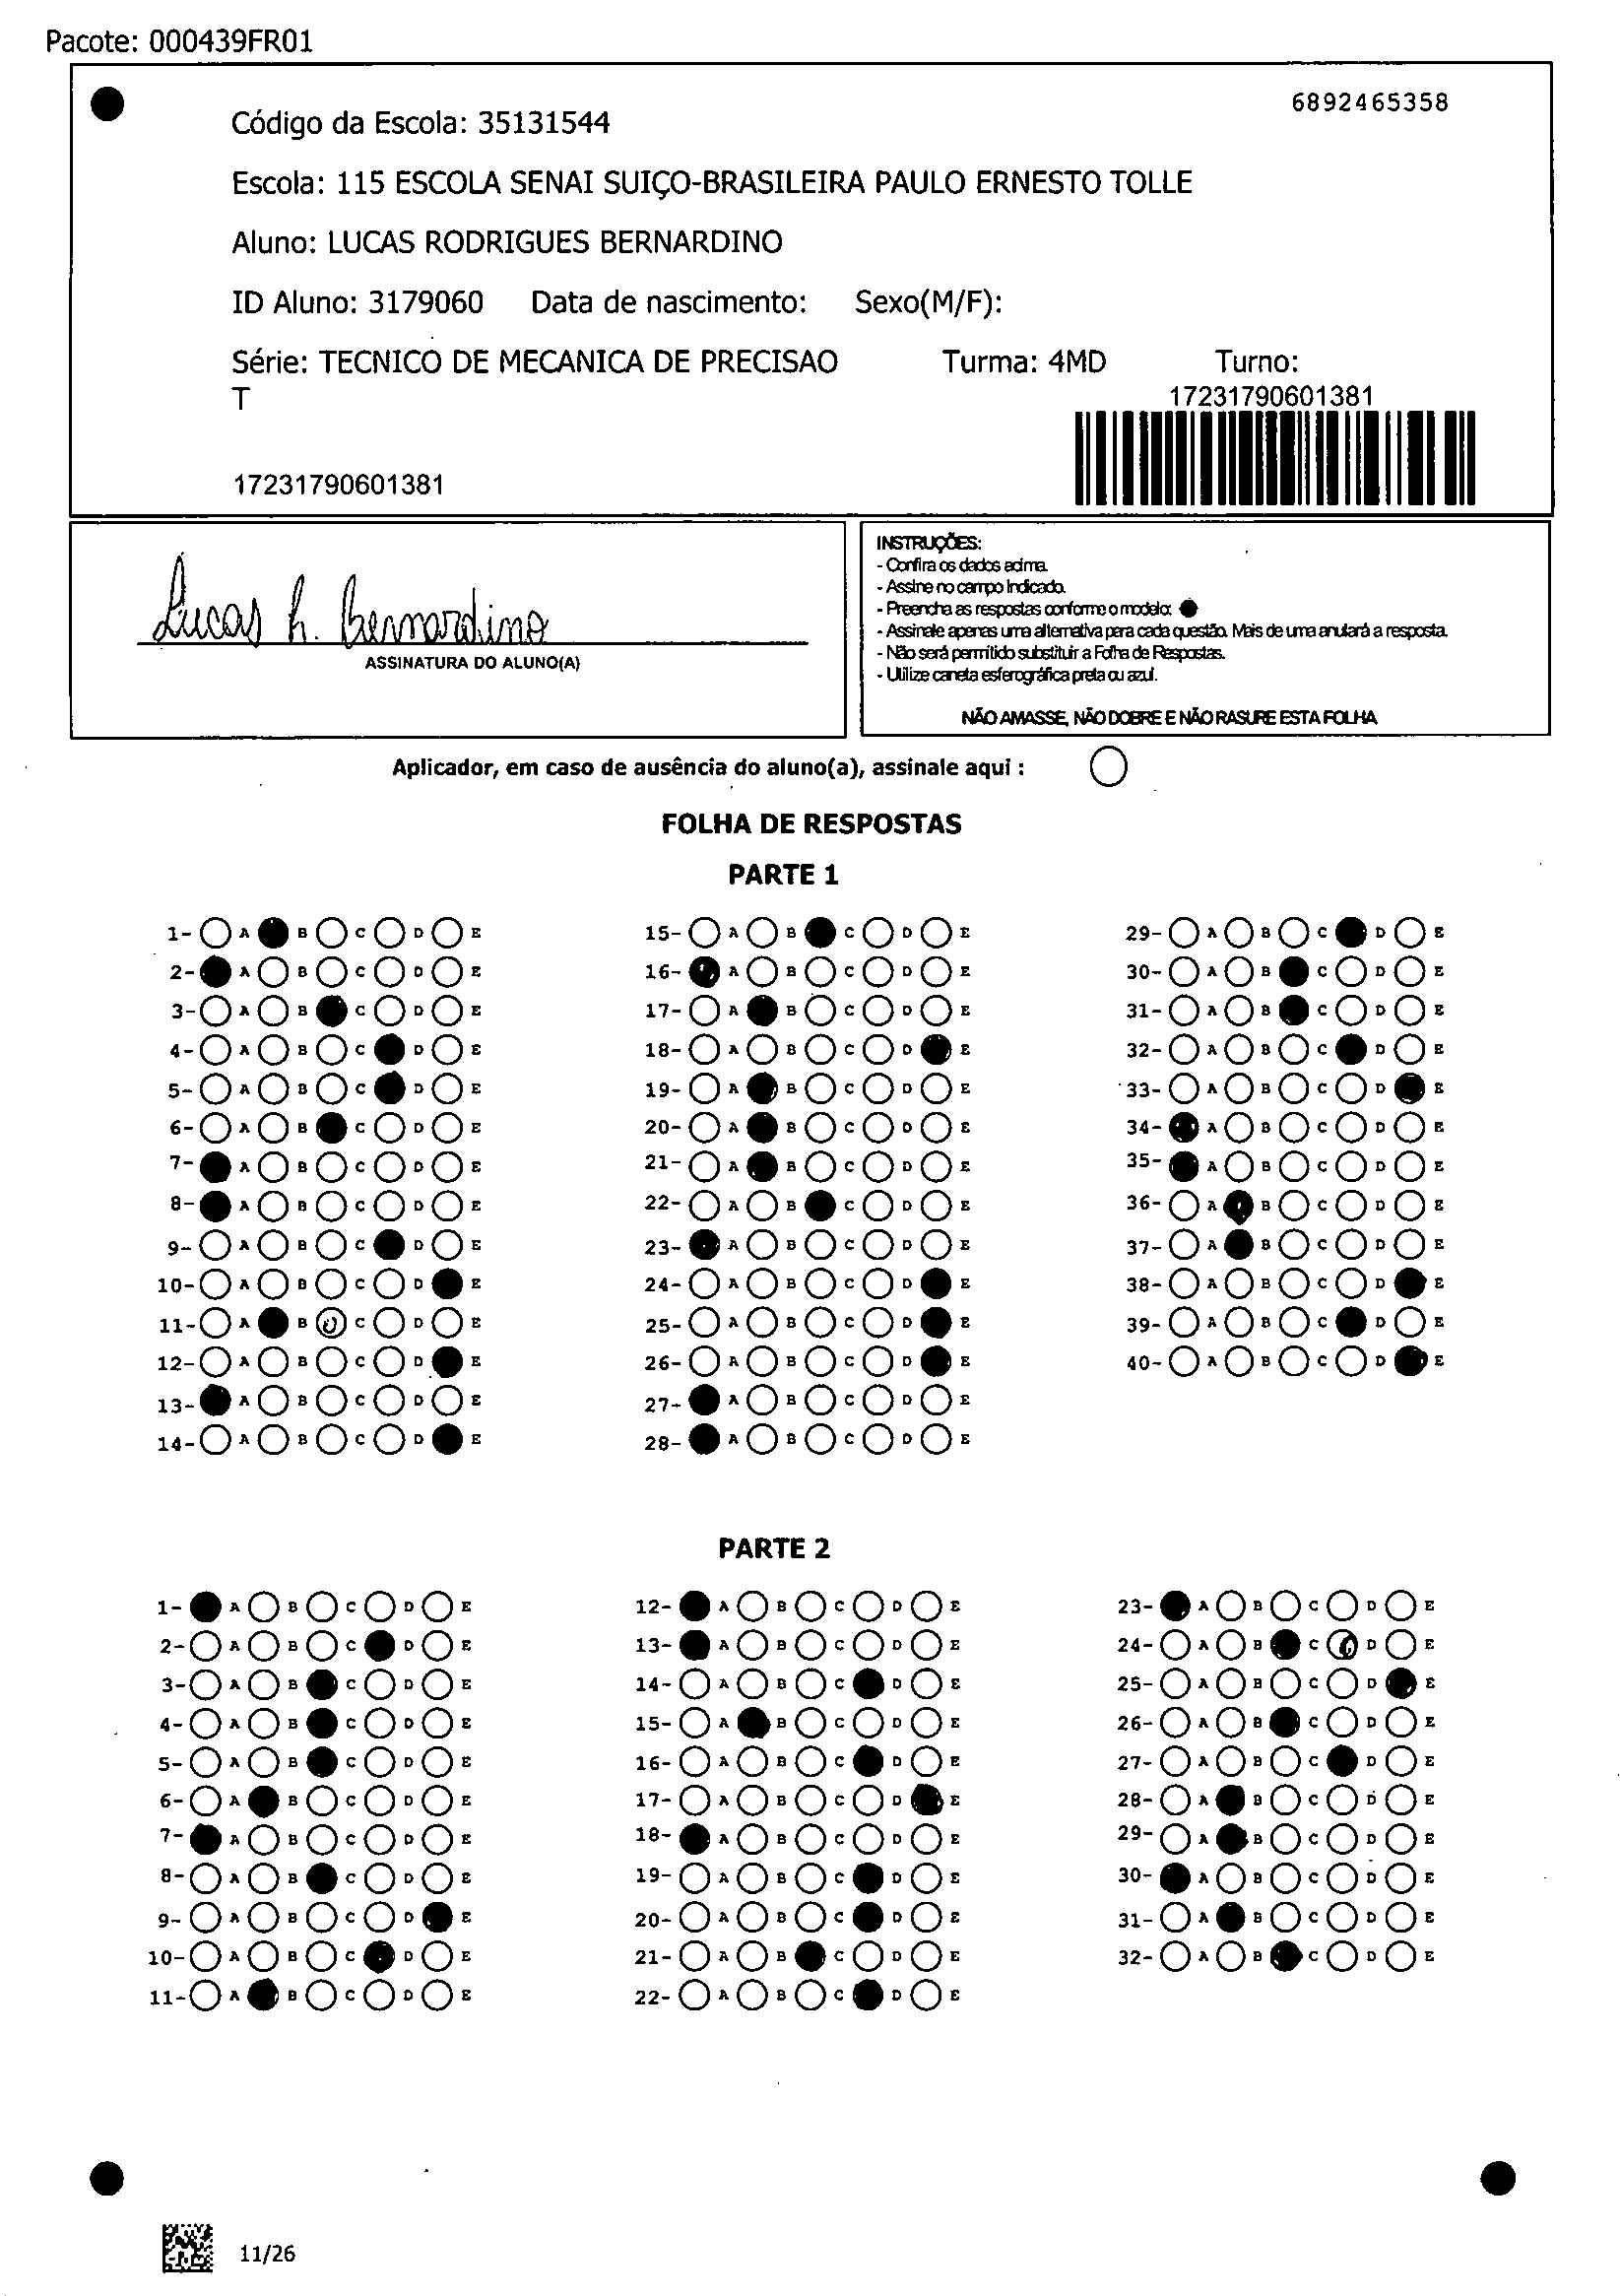 Pacote: 000439FR01
6892465358
Código da Escola: 35131544
Escola: 115 ESCOLA SENAI SUIÇO-BRASILEIRA PAULO ERNESTO TOLLE
Aluno: LUCAS RODRIGUES BERNARDINO
ID Aluno: 3179060 Data de nascimento: Sexo(M/F):
Série: TECNICO DE MECANICA DE PRECISAO Turma: 4MD Turno:
T
17231790601381
17231790601381
Lucas R. Bernardino
ASSINATURA DO ALUNO(A)
INSTRUÇÕES:
- Confira os dados acima.
- Assine no campo indicado.
- Preencha as respostas conforme o modelo:
- Assinale apenas uma alternativa para cada questão. Mais de uma anulará a resposta.
- Não será permitido substituir a Folha de Respostas.
- Utilize caneta esferográfica preta ou azul.
NÃO AMASSE, NÃO DOBRE E NÃO RASURE ESTA FOLHA
Aplicador, em caso de ausência do aluno(a), assinale aqui :
FOLHA DE RESPOSTAS
PARTE 1
1- A B C D E 15- A B C D E 29- A B C D E
2- A B C D E 16- A B C D E 30- A B C D E
3- A B C D E 17- A B C D E 31- A B C D E
4- A B C D E 18- A B C D E 32- A B C D E
5- A B C D E 19- A B C D E 33- A B C D E
6- A B C D E 20- A B C D E 34- A B C D E
7- A B C D E 21- A B C D E 35- A B C D E
8- A B C D E 22- A B C D E 36- A B C D E
9- A B C D E 23- A B C D E 37- A B C D E
10- A B C D E 24- A B C D E 38- A B C D E
11- A B C D E 25- A B C D E 39- A B C D E
12- A B C D E 26- A B C D E 40- A B C D E
13- A B C D E 27- A B C D E
14- A B C D E 28- A B C D E
PARTE 2
1- A B C D E 12- A B C D E 23- A B C D E
2- A B C D E 13- A B C D E 24- A B C D E
3- A B C D E 14- A B C D E 25- A B C D E
4- A B C D E 15- A B C D E 26- A B C D E
5- A B C D E 16- A B C D E 27- A B C D E
6- A B C D E 17- A B C D E 28- A B C D E
7- A B C D E 18- A B C D E 29- A B C D E
8- A B C D E 19- A B C D E 30- A B C D E
9- A B C D E 20- A B C D E 31- A B C D E
10- A B C D E 21- A B C D E 32- A B C D E
11- A B C D E 22- A B C D E
11/26